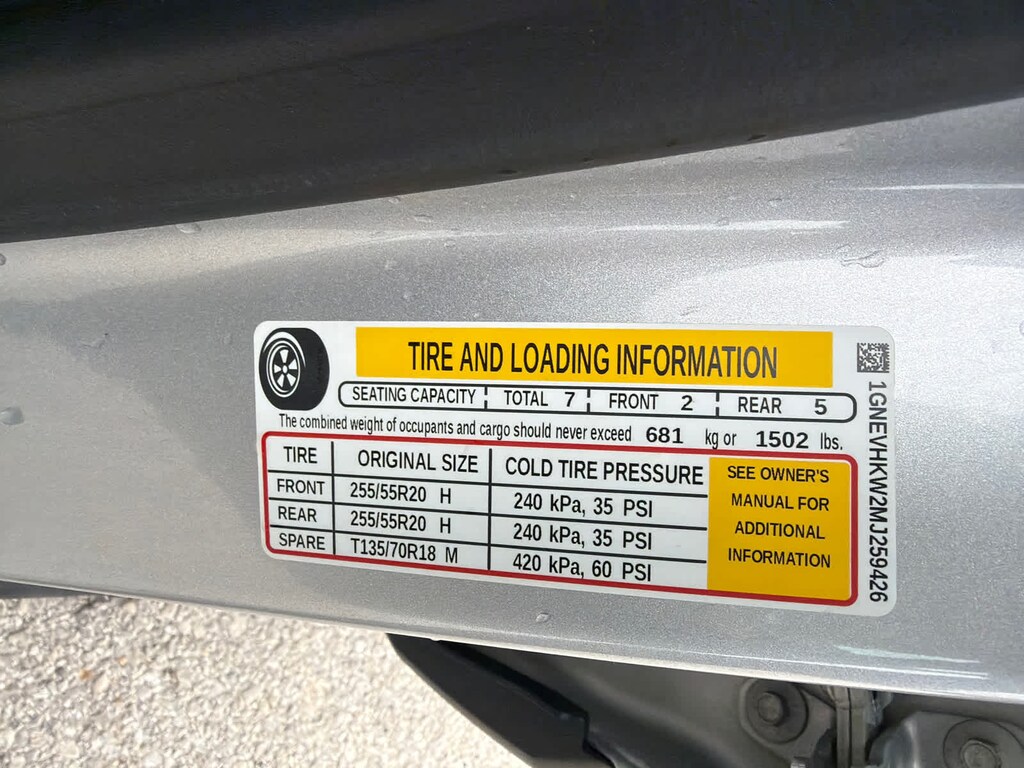 TIRE AND LOADING INFORMATION
SEATING CAPACITY TOTAL 7 FRONT 2 REAR 5
The combined weight of occupants and cargo should never exceed 681 kg or 1502 lbs.
TIRE ORIGINAL SIZE COLD TIRE PRESSURE
FRONT 255/55R20 H 240 kPa, 35 PSI
REAR 255/55R20 H 240 kPa, 35 PSI
SPARE T135/70R18 M 420 kPa, 60 PSI
SEE OWNER'S
MANUAL FOR
ADDITIONAL
INFORMATION
1GNEVHKW2MJ259426